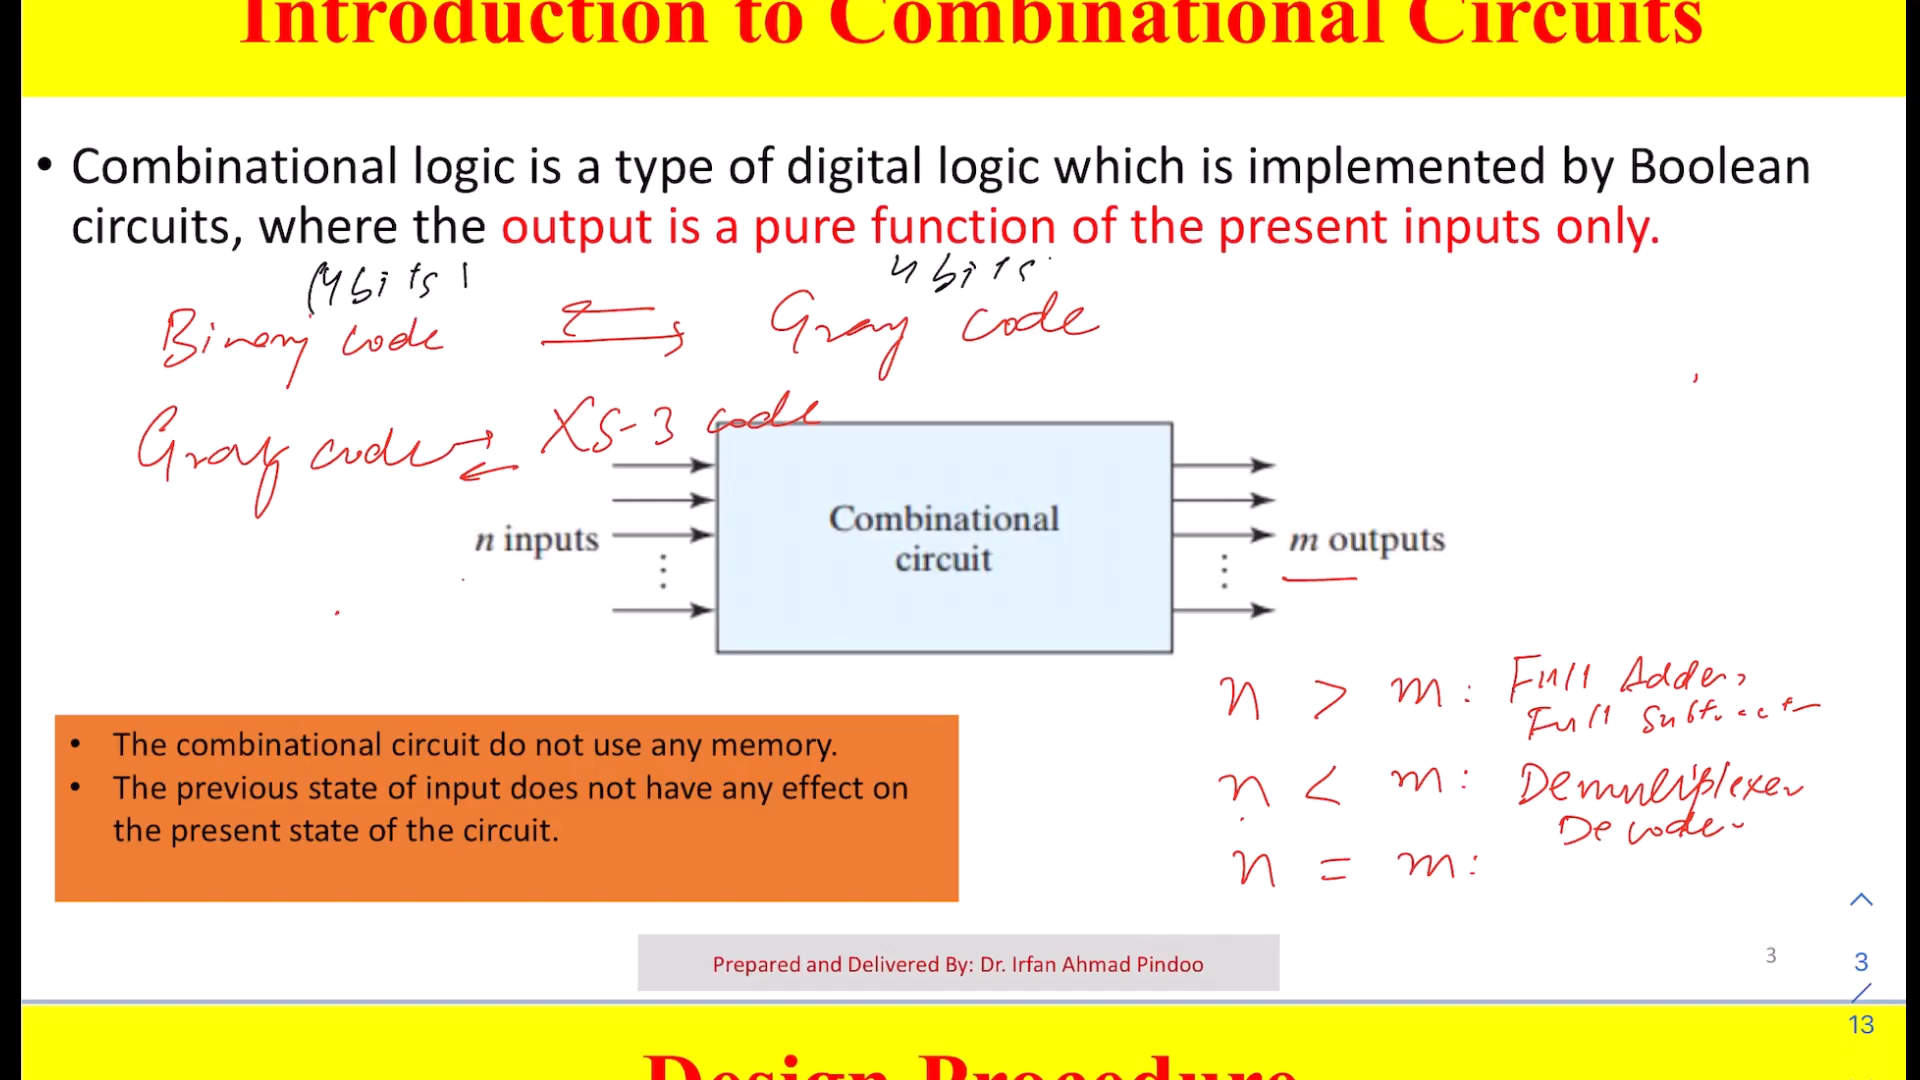 Introduction to Combinational Circuits
• Combinational logic is a type of digital logic which is implemented by Boolean
circuits, where the output is a pure function of the present inputs only.
(4 bits) 4 bits
Binary code ⇄ Gray code
Gray code ⇄ XS-3 code
n inputs
Combinational
circuit
m outputs
n > m: Full Adder,
Full Subtractor
n < m: Demultiplexer
Decoder
n = m:
• The combinational circuit do not use any memory.
• The previous state of input does not have any effect on
the present state of the circuit.
Prepared and Delivered By: Dr. Irfan Ahmad Pindoo
3
3
/
13
Design Procedure